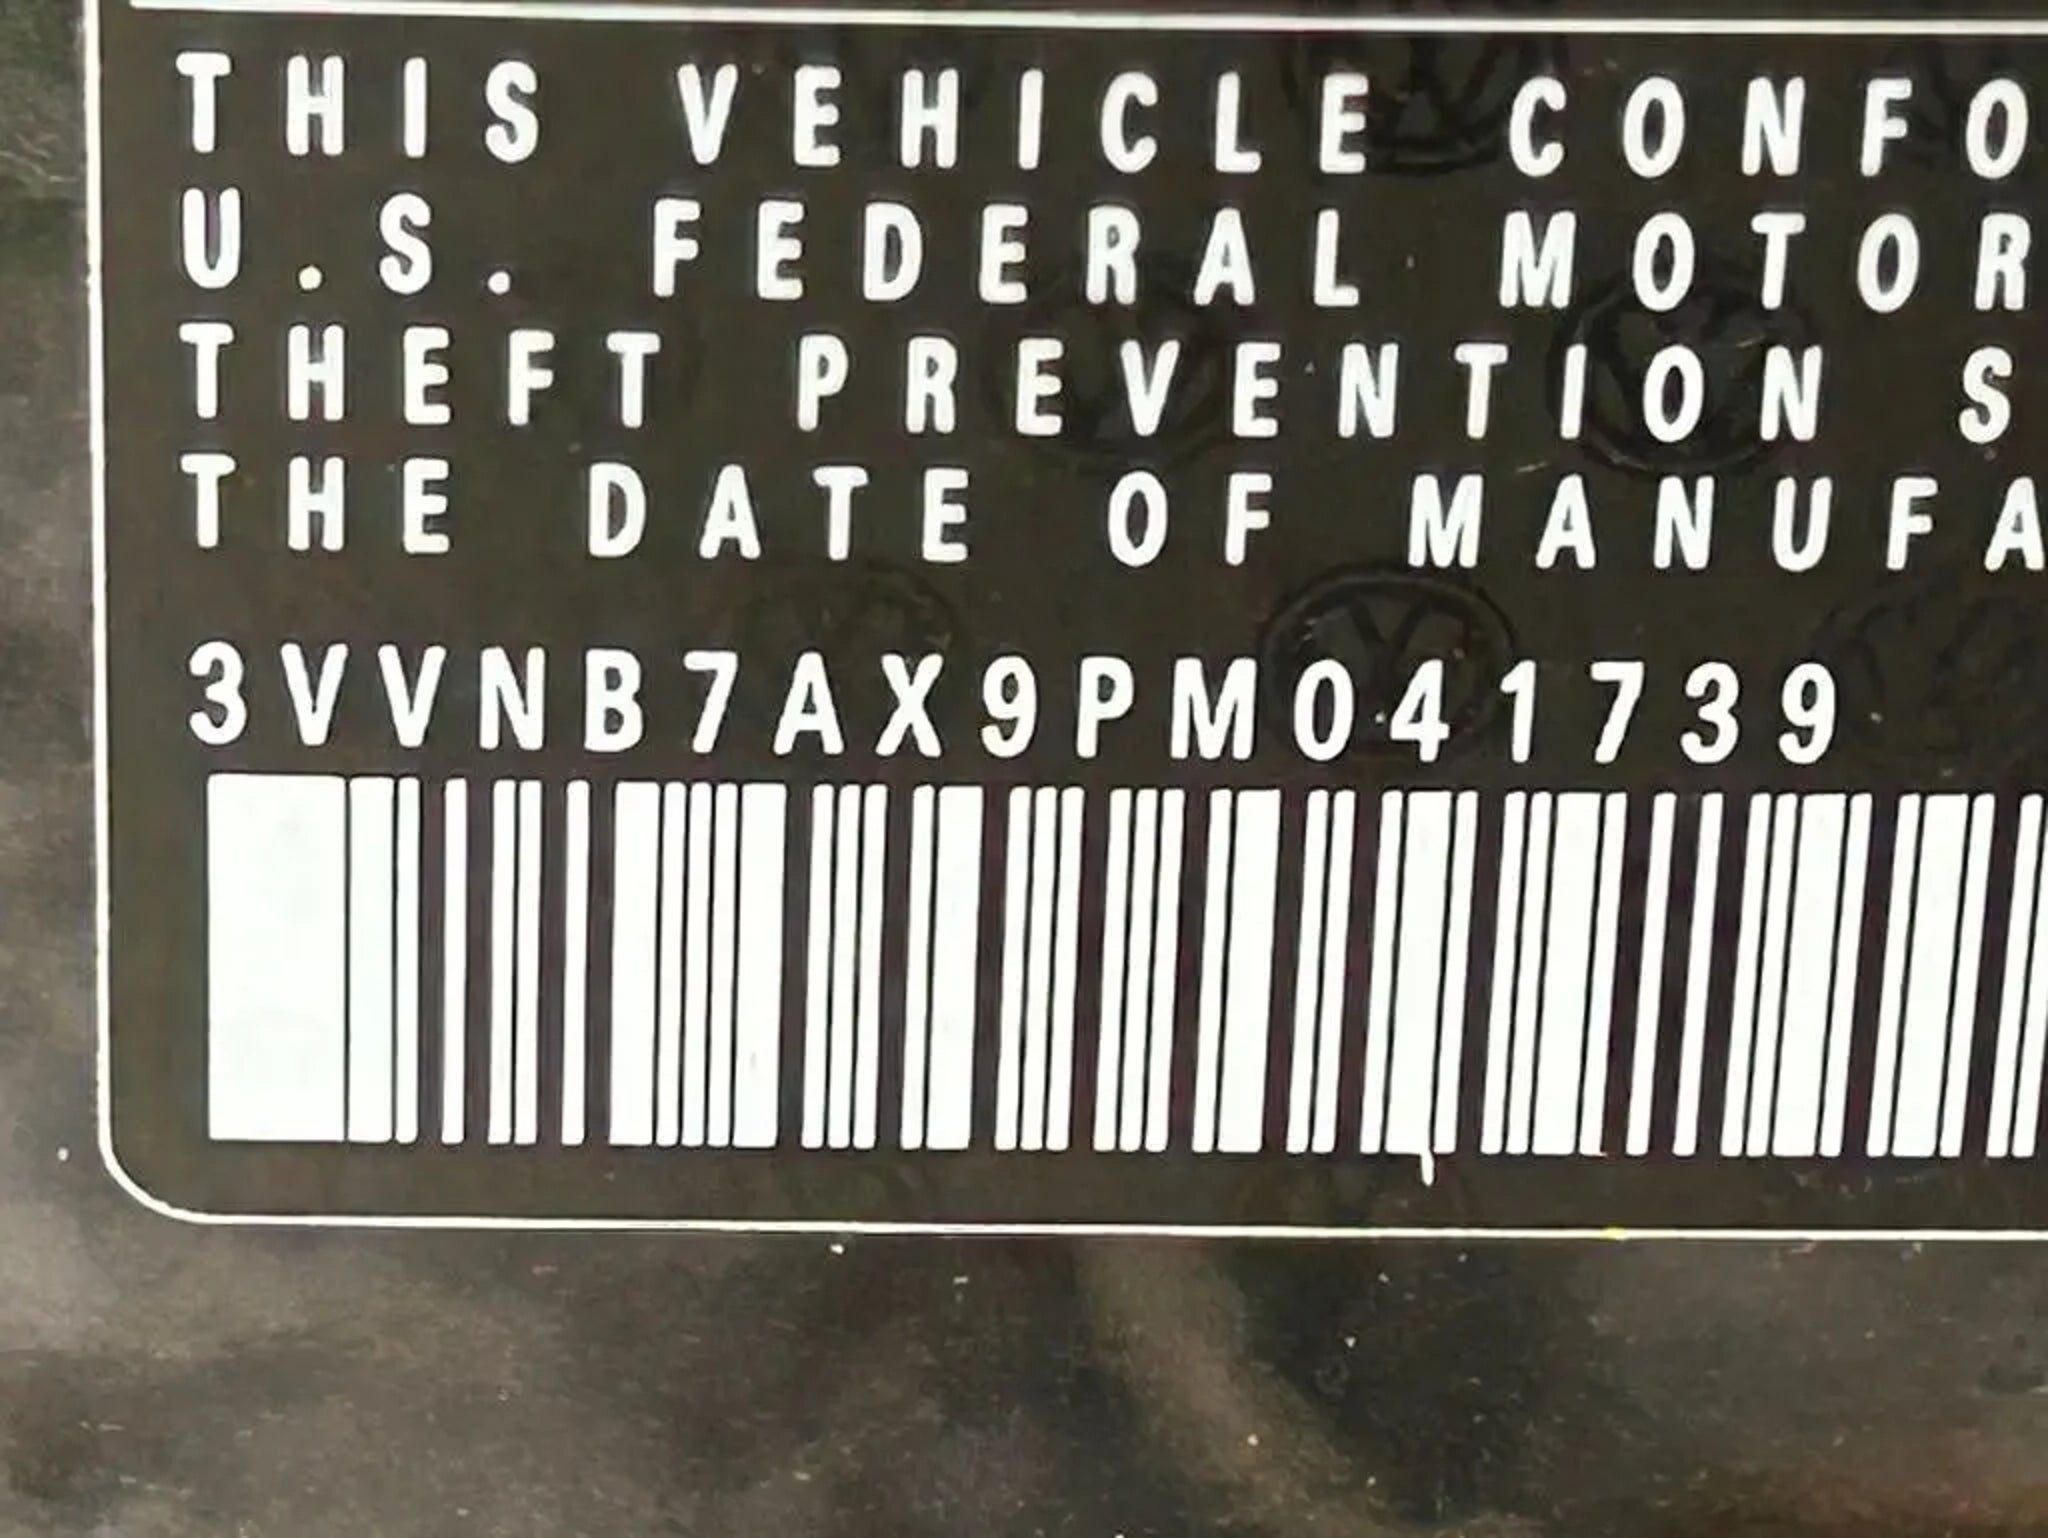 THIS VEHICLE CONFO
U.S. FEDERAL MOTOR
THEFT PREVENTION S
THE DATE OF MANUFA
3VVNB7AX9PM041739